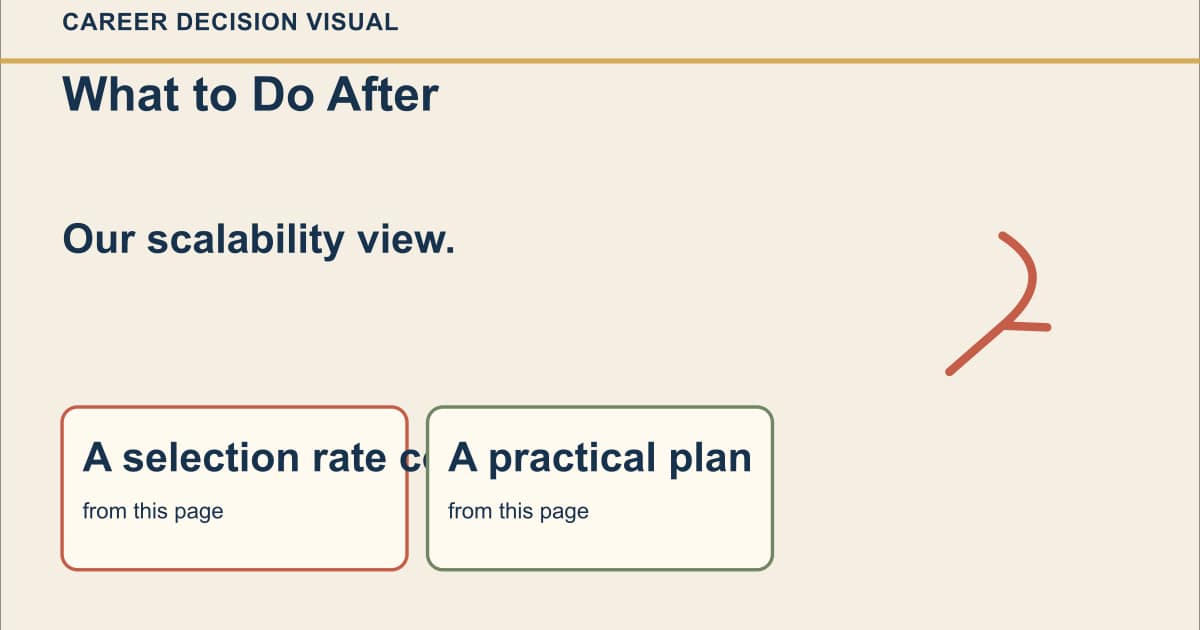 CAREER DECISION VISUAL
What to Do After
Our scalability view.
A selection rate
from this page
A practical plan
from this page